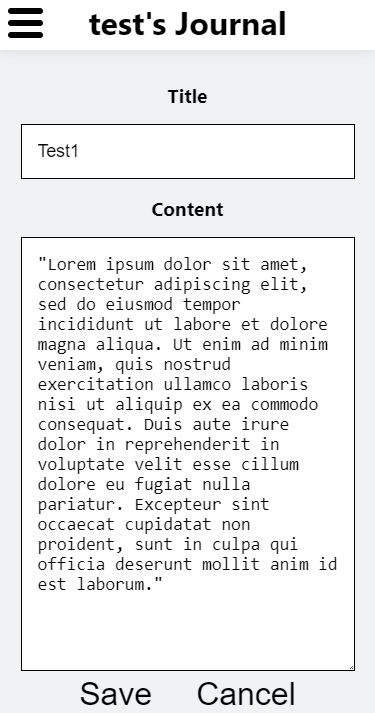 test's Journal
Title
Test1
Content
"Lorem ipsum dolor sit amet,
consectetur adipiscing elit,
sed do eiusmod tempor
incididunt ut labore et dolore
magna aliqua. Ut enim ad minim
veniam, quis nostrud
exercitation ullamco laboris
nisi ut aliquip ex ea commodo
consequat. Duis aute irure
dolor in reprehenderit in
voluptate velit esse cillum
dolore eu fugiat nulla
pariatur. Excepteur sint
occaecat cupidatat non
proident, sunt in culpa qui
officia deserunt mollit anim id
est laborum."
Save Cancel